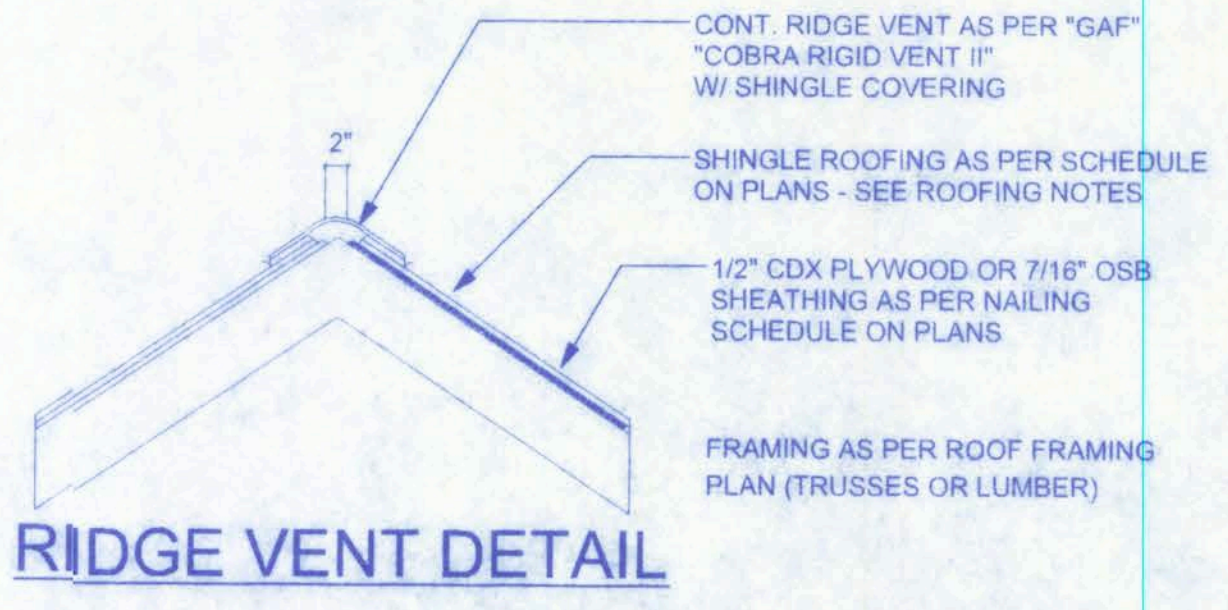 CONT. RIDGE VENT AS PER "GAF"
"COBRA RIGID VENT II"
W/ SHINGLE COVERING
2"
SHINGLE ROOFING AS PER SCHEDULE
ON PLANS - SEE ROOFING NOTES
1/2" CDX PLYWOOD OR 7/16" OSB
SHEATHING AS PER NAILING
SCHEDULE ON PLANS
FRAMING AS PER ROOF FRAMING
PLAN (TRUSSES OR LUMBER)
RIDGE VENT DETAIL